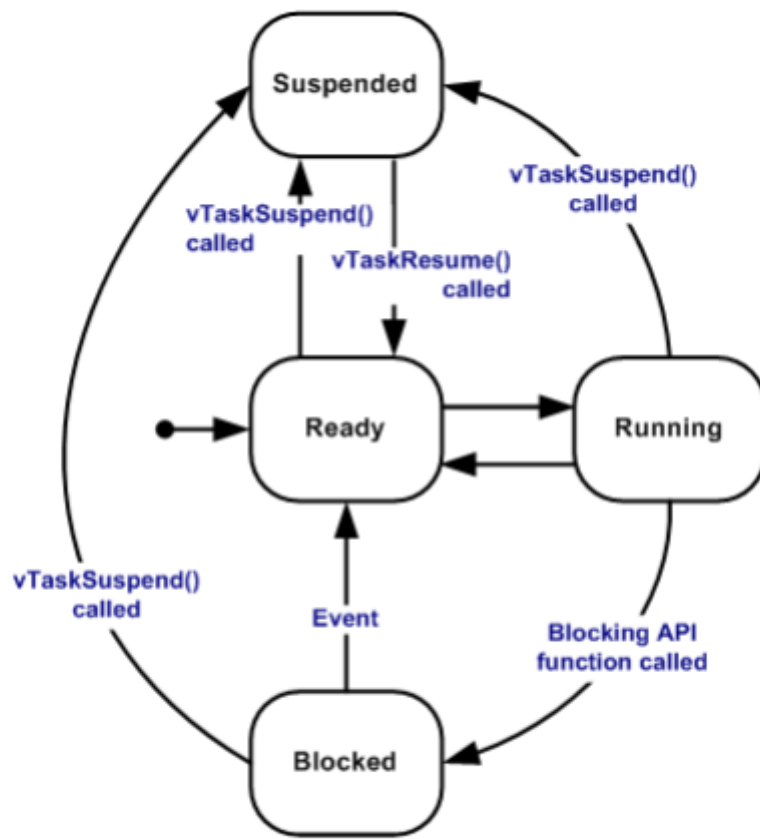 Suspended
vTaskSuspend()
called
vTaskSuspend()
called
vTaskResume()
called
Ready
Running
vTaskSuspend()
called
Event
Blocking API
function called
Blocked